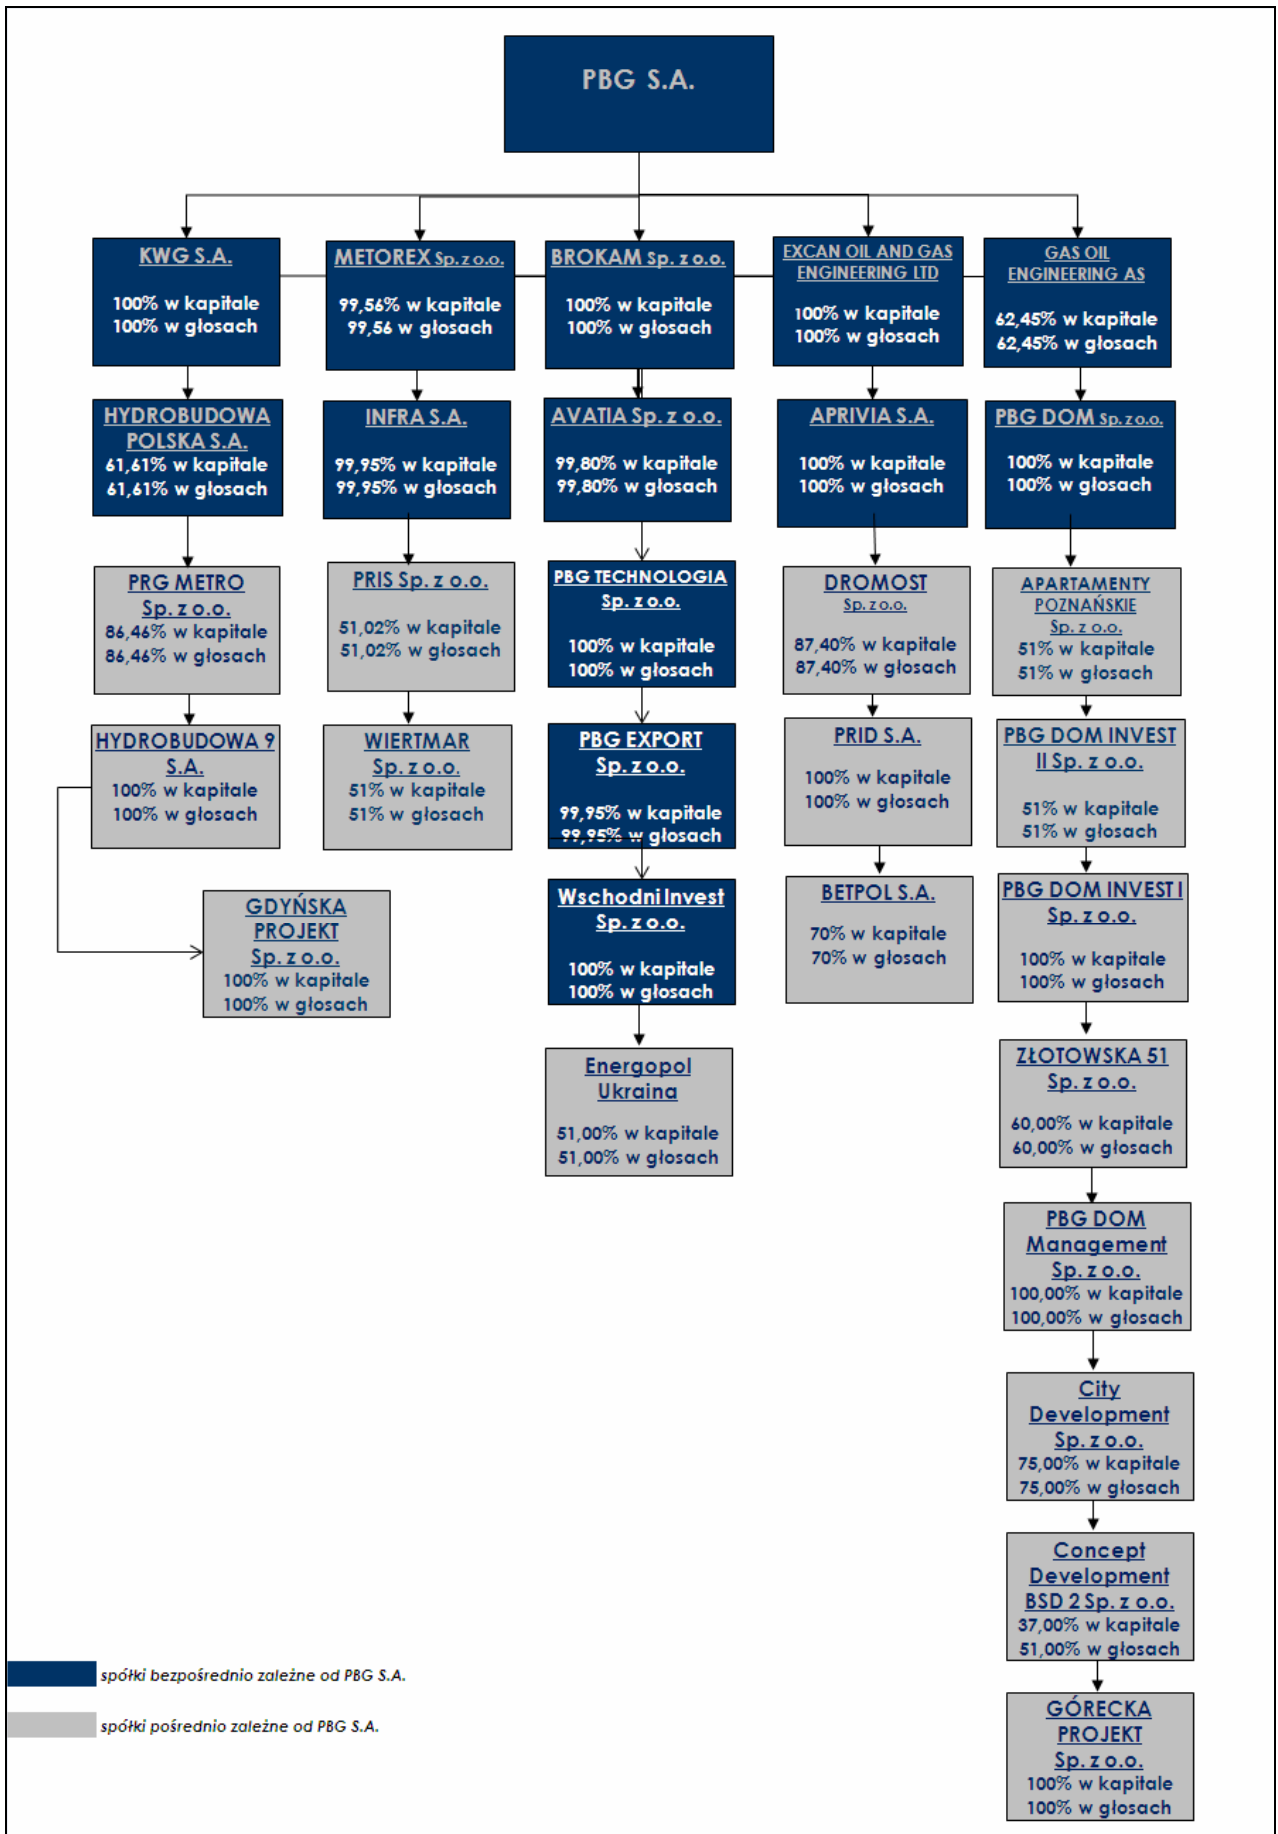 PBG S.A.
KWG S.A.
100% w kapitale
100% w głosach
METOREX Sp. z o.o.
99,56% w kapitale
99,56 w głosach
BROKAM Sp. z o.o.
100% w kapitale
100% w głosach
EXCAN OIL AND GAS
ENGINEERING LTD
100% w kapitale
100% w głosach
GAS OIL
ENGINEERING AS
62,45% w kapitale
62,45% w głosach
HYDROBUDOWA
POLSKA S.A.
61,61% w kapitale
61,61% w głosach
INFRA S.A.
99,95% w kapitale
99,95% w głosach
AVATIA Sp. z o.o.
99,80% w kapitale
99,80% w głosach
APRIVIA S.A.
100% w kapitale
100% w głosach
PBG DOM Sp. z o.o.
100% w kapitale
100% w głosach
PRG METRO
Sp. z o.o.
86,46% w kapitale
86,46% w głosach
PRIS Sp. z o.o.
51,02% w kapitale
51,02% w głosach
PBG TECHNOLOGIA
Sp. z o.o.
100% w kapitale
100% w głosach
DROMOST
Sp. z o.o.
87,40% w kapitale
87,40% w głosach
APARTAMENTY
POZNAŃSKIE
Sp. z o.o.
51% w kapitale
51% w głosach
HYDROBUDOWA 9
S.A.
100% w kapitale
100% w głosach
WIERTMAR
Sp. z o.o.
51% w kapitale
51% w głosach
PBG EXPORT
Sp. z o.o.
99,95% w kapitale
99,95% w głosach
PRID S.A.
100% w kapitale
100% w głosach
PBG DOM INVEST
II Sp. z o.o.
51% w kapitale
51% w głosach
GDYŃSKA
PROJEKT
Sp. z o.o.
100% w kapitale
100% w głosach
Wschodni Invest
Sp. z o.o.
100% w kapitale
100% w głosach
BETPOL S.A.
70% w kapitale
70% w głosach
PBG DOM INVEST I
Sp. z o.o.
100% w kapitale
100% w głosach
Energopol
Ukraina
51,00% w kapitale
51,00% w głosach
ZŁOTOWSKA 51
Sp. z o.o.
60,00% w kapitale
60,00% w głosach
PBG DOM
Management
Sp. z o.o.
100,00% w kapitale
100,00% w głosach
City
Development
Sp. z o.o.
75,00% w kapitale
75,00% w głosach
Concept
Development
BSD 2 Sp. z o.o.
37,00% w kapitale
51,00% w głosach
GÓRECKA
PROJEKT
Sp. z o.o.
100% w kapitale
100% w głosach
spółki bezpośrednio zależne od PBG S.A.
spółki pośrednio zależne od PBG S.A.